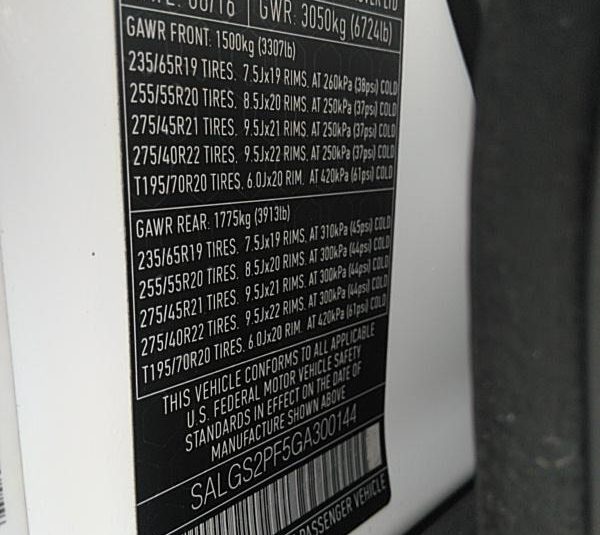 GWR: 3050kg (6724lb)
GAWR FRONT: 1500kg (3307lb)
235/65R19 TIRES. 7.5Jx19 RIMS. AT 260kPa (38psi) COLD
255/55R20 TIRES. 8.5Jx20 RIMS. AT 250kPa (37psi) COLD
275/45R21 TIRES. 9.5Jx21 RIMS. AT 250kPa (37psi) COLD
275/40R22 TIRES. 9.5Jx22 RIMS. AT 250kPa (37psi) COLD
T195/70R20 TIRES. 6.0Jx20 RIM. AT 420kPa (61psi) COLD
GAWR REAR: 1775kg (3913lb)
235/65R19 TIRES. 7.5Jx19 RIMS. AT 310kPa (45psi) COLD
255/55R20 TIRES. 8.5Jx20 RIMS. AT 300kPa (44psi) COLD
275/45R21 TIRES. 9.5Jx21 RIMS. AT 300kPa (44psi) COLD
275/40R22 TIRES. 9.5Jx22 RIMS. AT 300kPa (44psi) COLD
T195/70R20 TIRES. 6.0Jx20 RIM. AT 420kPa (61psi) COLD
THIS VEHICLE CONFORMS TO ALL APPLICABLE
U.S. FEDERAL MOTOR VEHICLE SAFETY
STANDARDS IN EFFECT ON THE DATE OF
MANUFACTURE SHOWN ABOVE
SALGS2PF5GA300144
PASSENGER VEHICLE